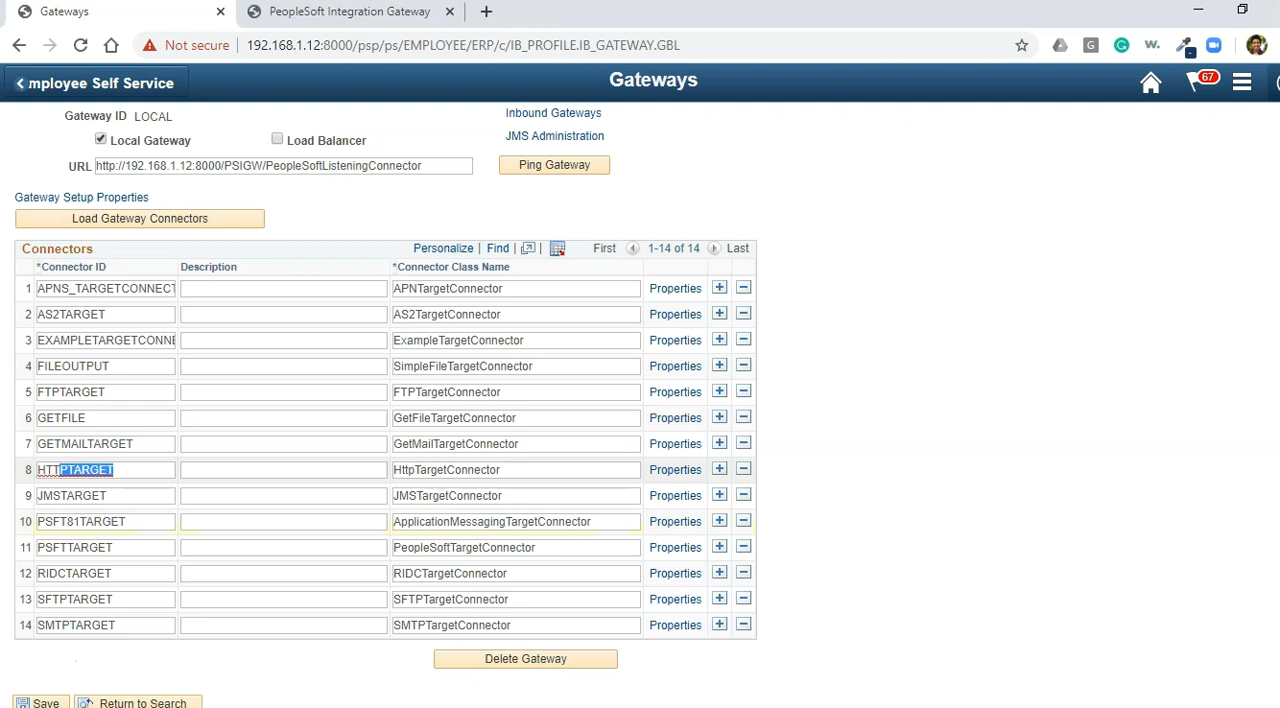 Gateways
PeopleSoft Integration Gateway
Not secure
192.168.1.12:8000/psp/ps/EMPLOYEE/ERP/c/IB_PROFILE.IB_GATEWAY.GBL
G
w.
mployee Self Service
Gateways
67
Gateway ID LOCAL
Inbound Gateways
Local Gateway
Load Balancer
JMS Administration
URL http://192.168.1.12:8000/PSIGW/PeopleSoftListeningConnector
Ping Gateway
Gateway Setup Properties
Load Gateway Connectors
Connectors
Personalize | Find | |
First 1-14 of 14 Last
*Connector ID Description *Connector Class Name
1 APNS_TARGETCONNECT APNTargetConnector Properties
2 AS2TARGET AS2TargetConnector Properties
3 EXAMPLETARGETCONNE ExampleTargetConnector Properties
4 FILEOUTPUT SimpleFileTargetConnector Properties
5 FTPTARGET FTPTargetConnector Properties
6 GETFILE GetFileTargetConnector Properties
7 GETMAILTARGET GetMailTargetConnector Properties
8 HTTPTARGET HttpTargetConnector Properties
9 JMSTARGET JMSTargetConnector Properties
10 PSFT81TARGET ApplicationMessagingTargetConnector Properties
11 PSFTTARGET PeopleSoftTargetConnector Properties
12 RIDCTARGET RIDCTargetConnector Properties
13 SFTPTARGET SFTPTargetConnector Properties
14 SMTPTARGET SMTPTargetConnector Properties
Delete Gateway
Save
Return to Search